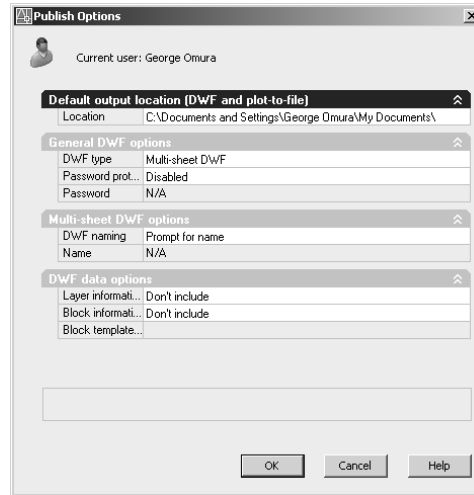 Publish Options
Current user: George Omura
Default output location (DWF and plot-to-file)
Location C:\Documents and Settings\George Omura\My Documents\
General DWF options
DWF type Multi-sheet DWF
Password prot... Disabled
Password N/A
Multi-sheet DWF options
DWF naming Prompt for name
Name N/A
DWF data options
Layer informati... Don't include
Block informati... Don't include
Block template...
OK Cancel Help